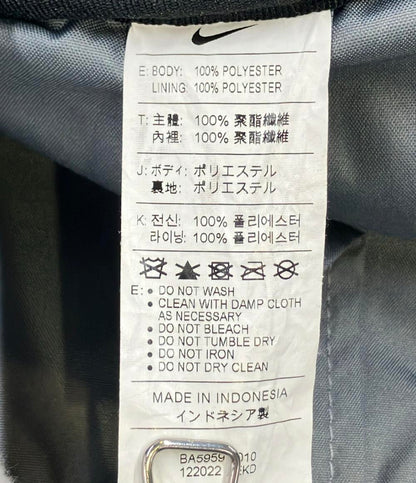 E: BODY: 100% POLYESTER
LINING: 100% POLYESTER
T: 主體: 100% 聚酯纖維
內裡: 100% 聚酯纖維
J: ボディ: ポリエステル
裏地: ポリエステル
K: 전신: 100% 폴리에스터
라이닝: 100% 폴리에스터
E: • DO NOT WASH
• CLEAN WITH DAMP CLOTH
AS NECESSARY
• DO NOT BLEACH
• DO NOT TUMBLE DRY
• DO NOT IRON
• DO NOT DRY CLEAN
MADE IN INDONESIA
インドネシア製
BA5959 010
122022